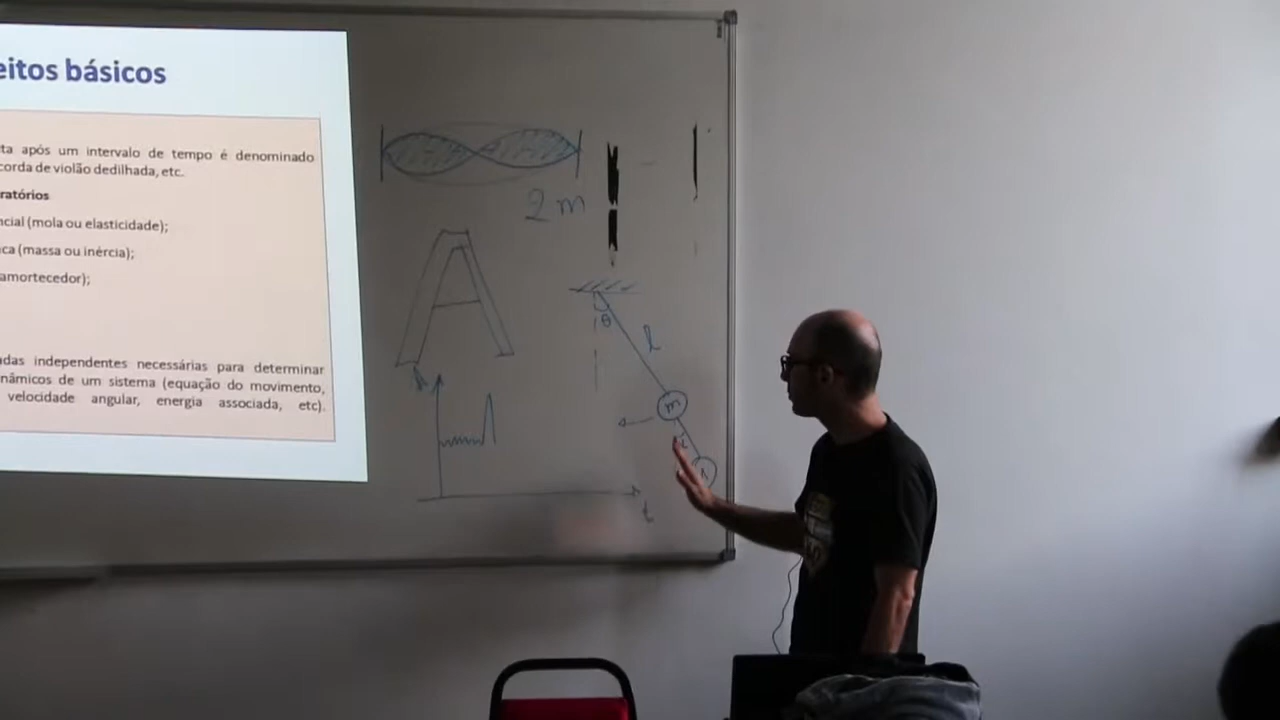 eitos básicos
ta após um intervalo de tempo é denominado
corda de violão dedilhada, etc.
ratórios
ncial (mola ou elasticidade);
ca (massa ou inércia);
amortecedor);
adas independentes necessárias para determinar
nâmicos de um sistema (equação do movimento,
velocidade angular, energia associada, etc).
2 m
A
θ
l
m
t